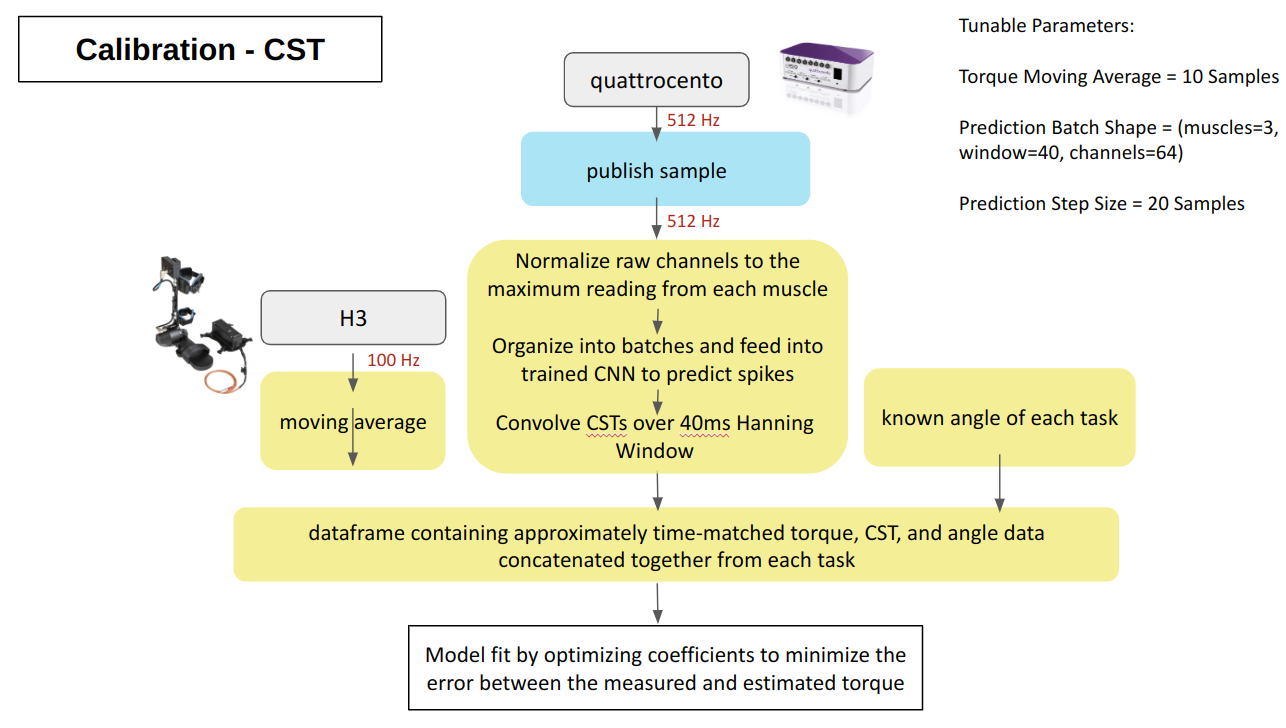 Calibration - CST
quattrocento
512 Hz
publish sample
512 Hz
Normalize raw channels to the
maximum reading from each muscle
Organize into batches and feed into
trained CNN to predict spikes
Convolve CSTs over 40ms Hanning
Window
H3
100 Hz
moving average
known angle of each task
dataframe containing approximately time-matched torque, CST, and angle data
concatenated together from each task
Model fit by optimizing coefficients to minimize the
error between the measured and estimated torque
Tunable Parameters:
Torque Moving Average = 10 Samples
Prediction Batch Shape = (muscles=3,
window=40, channels=64)
Prediction Step Size = 20 Samples